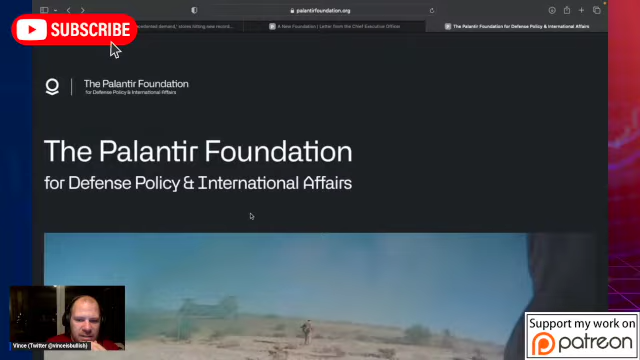 SUBSCRIBE
palantirfoundation.org
A New Foundation | Letter from the Chief Executive Officer
The Palantir Foundation for Defense Policy & International Affairs
The Palantir Foundation
for Defense Policy & International Affairs
The Palantir Foundation
for Defense Policy & International Affairs
Vince (Twitter @vinceisbullish)
Support my work on
patreon